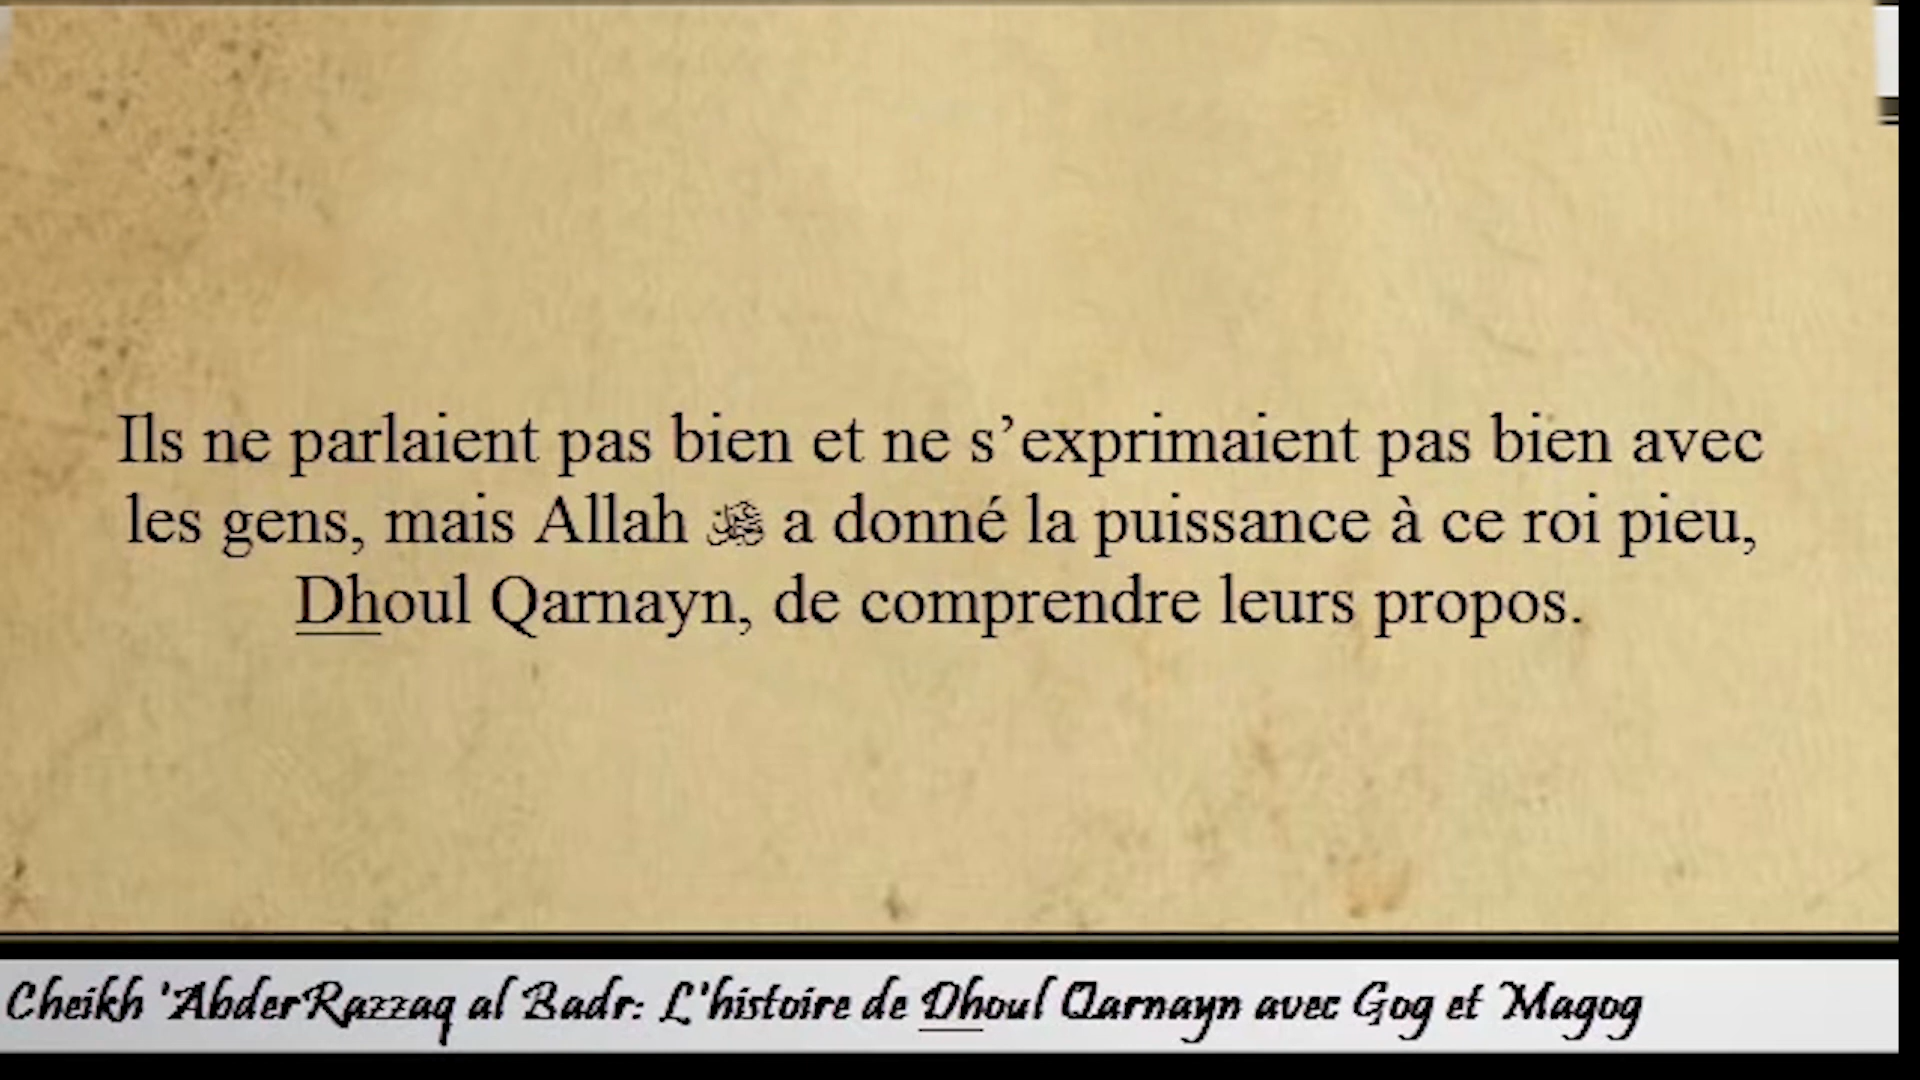 Ils ne parlaient pas bien et ne s’exprimaient pas bien avec
les gens, mais Allah ﷻ a donné la puissance à ce roi pieu,
Dhoul Qarnayn, de comprendre leurs propos.
Cheikh 'AbderRazzaq al Badr: L'histoire de Dhoul Qarnayn avec Gog et Magog